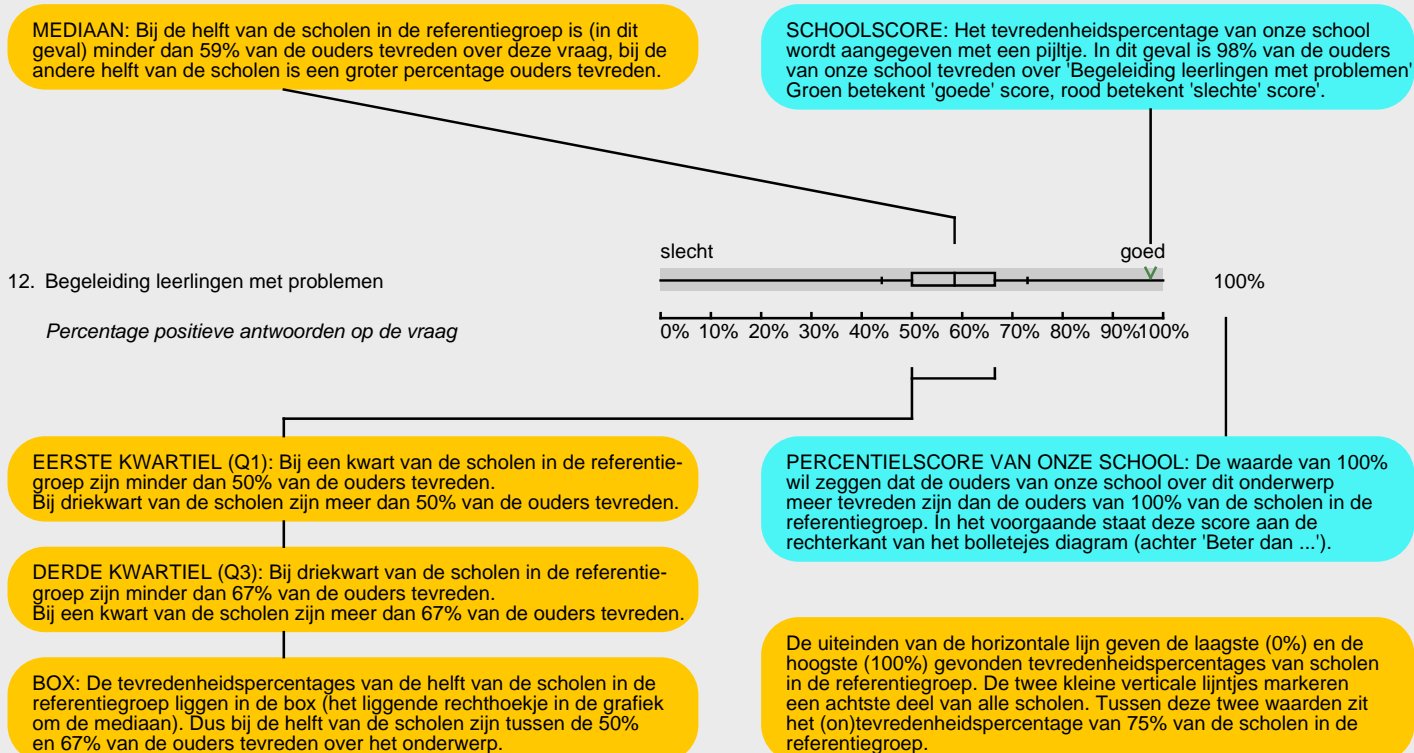 MEDIAAN: Bij de helft van de scholen in de referentiegroep is (in dit
geval) minder dan 59% van de ouders tevreden over deze vraag, bij de
andere helft van de scholen is een groter percentage ouders tevreden.
SCHOOLSCORE: Het tevredenheidspercentage van onze school
wordt aangegeven met een pijltje. In dit geval is 98% van de ouders
van onze school tevreden over 'Begeleiding leerlingen met problemen'
Groen betekent 'goede' score, rood betekent 'slechte' score'.
slecht goed
12. Begeleiding leerlingen met problemen 100%
Percentage positieve antwoorden op de vraag
0% 10% 20% 30% 40% 50% 60% 70% 80% 90% 100%
EERSTE KWARTIEL (Q1): Bij een kwart van de scholen in de referentie-
groep zijn minder dan 50% van de ouders tevreden.
Bij driekwart van de scholen zijn meer dan 50% van de ouders tevreden.
PERCENTIELSCORE VAN ONZE SCHOOL: De waarde van 100%
wil zeggen dat de ouders van onze school over dit onderwerp
meer tevreden zijn dan de ouders van 100% van de scholen in de
referentiegroep. In het voorgaande staat deze score aan de
rechterkant van het bolletejes diagram (achter 'Beter dan ...').
DERDE KWARTIEL (Q3): Bij driekwart van de scholen in de referentie-
groep zijn minder dan 67% van de ouders tevreden.
Bij een kwart van de scholen zijn meer dan 67% van de ouders tevreden.
BOX: De tevredenheidspercentages van de helft van de scholen in de
referentiegroep liggen in de box (het liggende rechthoekje in de grafiek
om de mediaan). Dus bij de helft van de scholen zijn tussen de 50%
en 67% van de ouders tevreden over het onderwerp.
De uiteinden van de horizontale lijn geven de laagste (0%) en de
hoogste (100%) gevonden tevredenheidspercentages van scholen
in de referentiegroep. De twee kleine verticale lijntjes markeren
een achtste deel van alle scholen. Tussen deze twee waarden zit
het (on)tevredenheidspercentage van 75% van de scholen in de
referentiegroep.